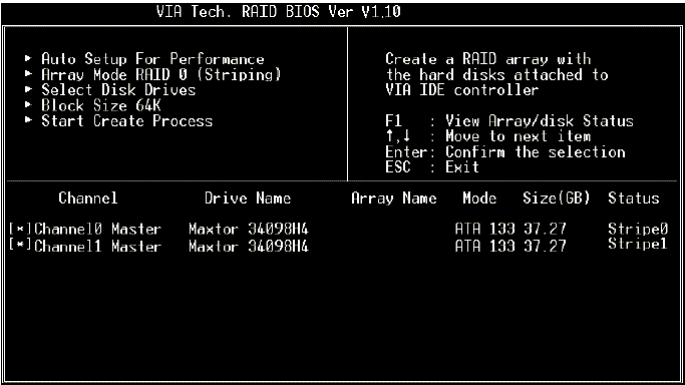 VIA Tech. RAID BIOS Ver V1.10
► Auto Setup For Performance
► Array Mode RAID 0 (Striping)
► Select Disk Drives
► Block Size 64K
► Start Create Process
Create a RAID array with
the hard disks attached to
VIA IDE controller
F1 : View Array/disk Status
↑,↓ : Move to next item
Enter: Confirm the selection
ESC : Exit
Channel Drive Name Array Name Mode Size(GB) Status
[*]Channel0 Master Maxtor 34098H4 ATA 133 37.27 Stripe0
[*]Channel1 Master Maxtor 34098H4 ATA 133 37.27 Stripe1